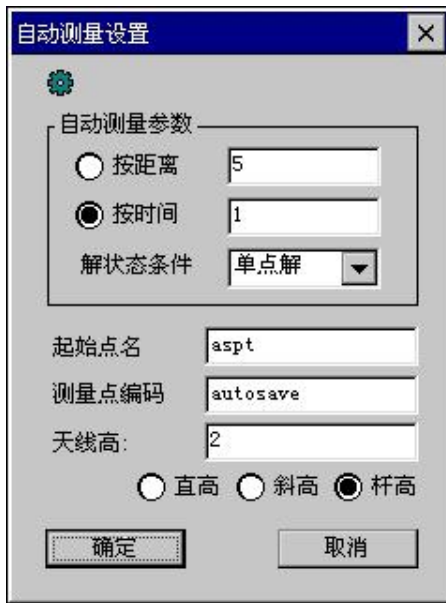 自动测量设置
自动测量参数
按距离 5
按时间 1
解状态条件 单点解
起始点名 aspt
测量点编码 autosave
天线高: 2
直高 斜高 杆高
确定 取消